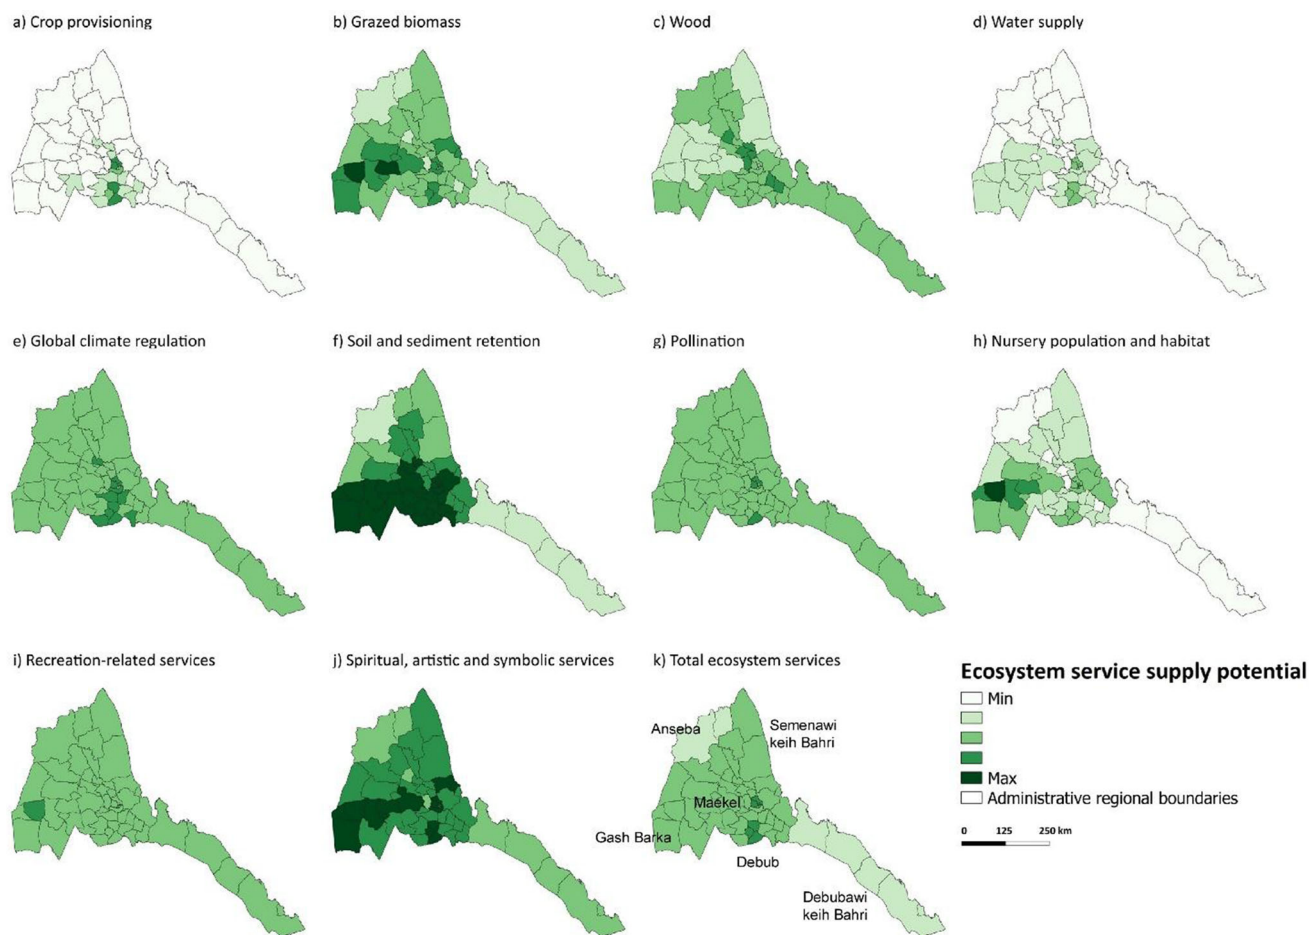 a) Crop provisioning
b) Grazed biomass
c) Wood
d) Water supply
e) Global climate regulation
f) Soil and sediment retention
g) Pollination
h) Nursery population and habitat
i) Recreation-related services
j) Spiritual, artistic and symbolic services
k) Total ecosystem services
Anseba
Semenawi
keih Bahri
Maekel
Gash Barka
Debub
Debubawi
keih Bahri
Ecosystem service supply potential
Min
Max
Administrative regional boundaries
0 125 250 km